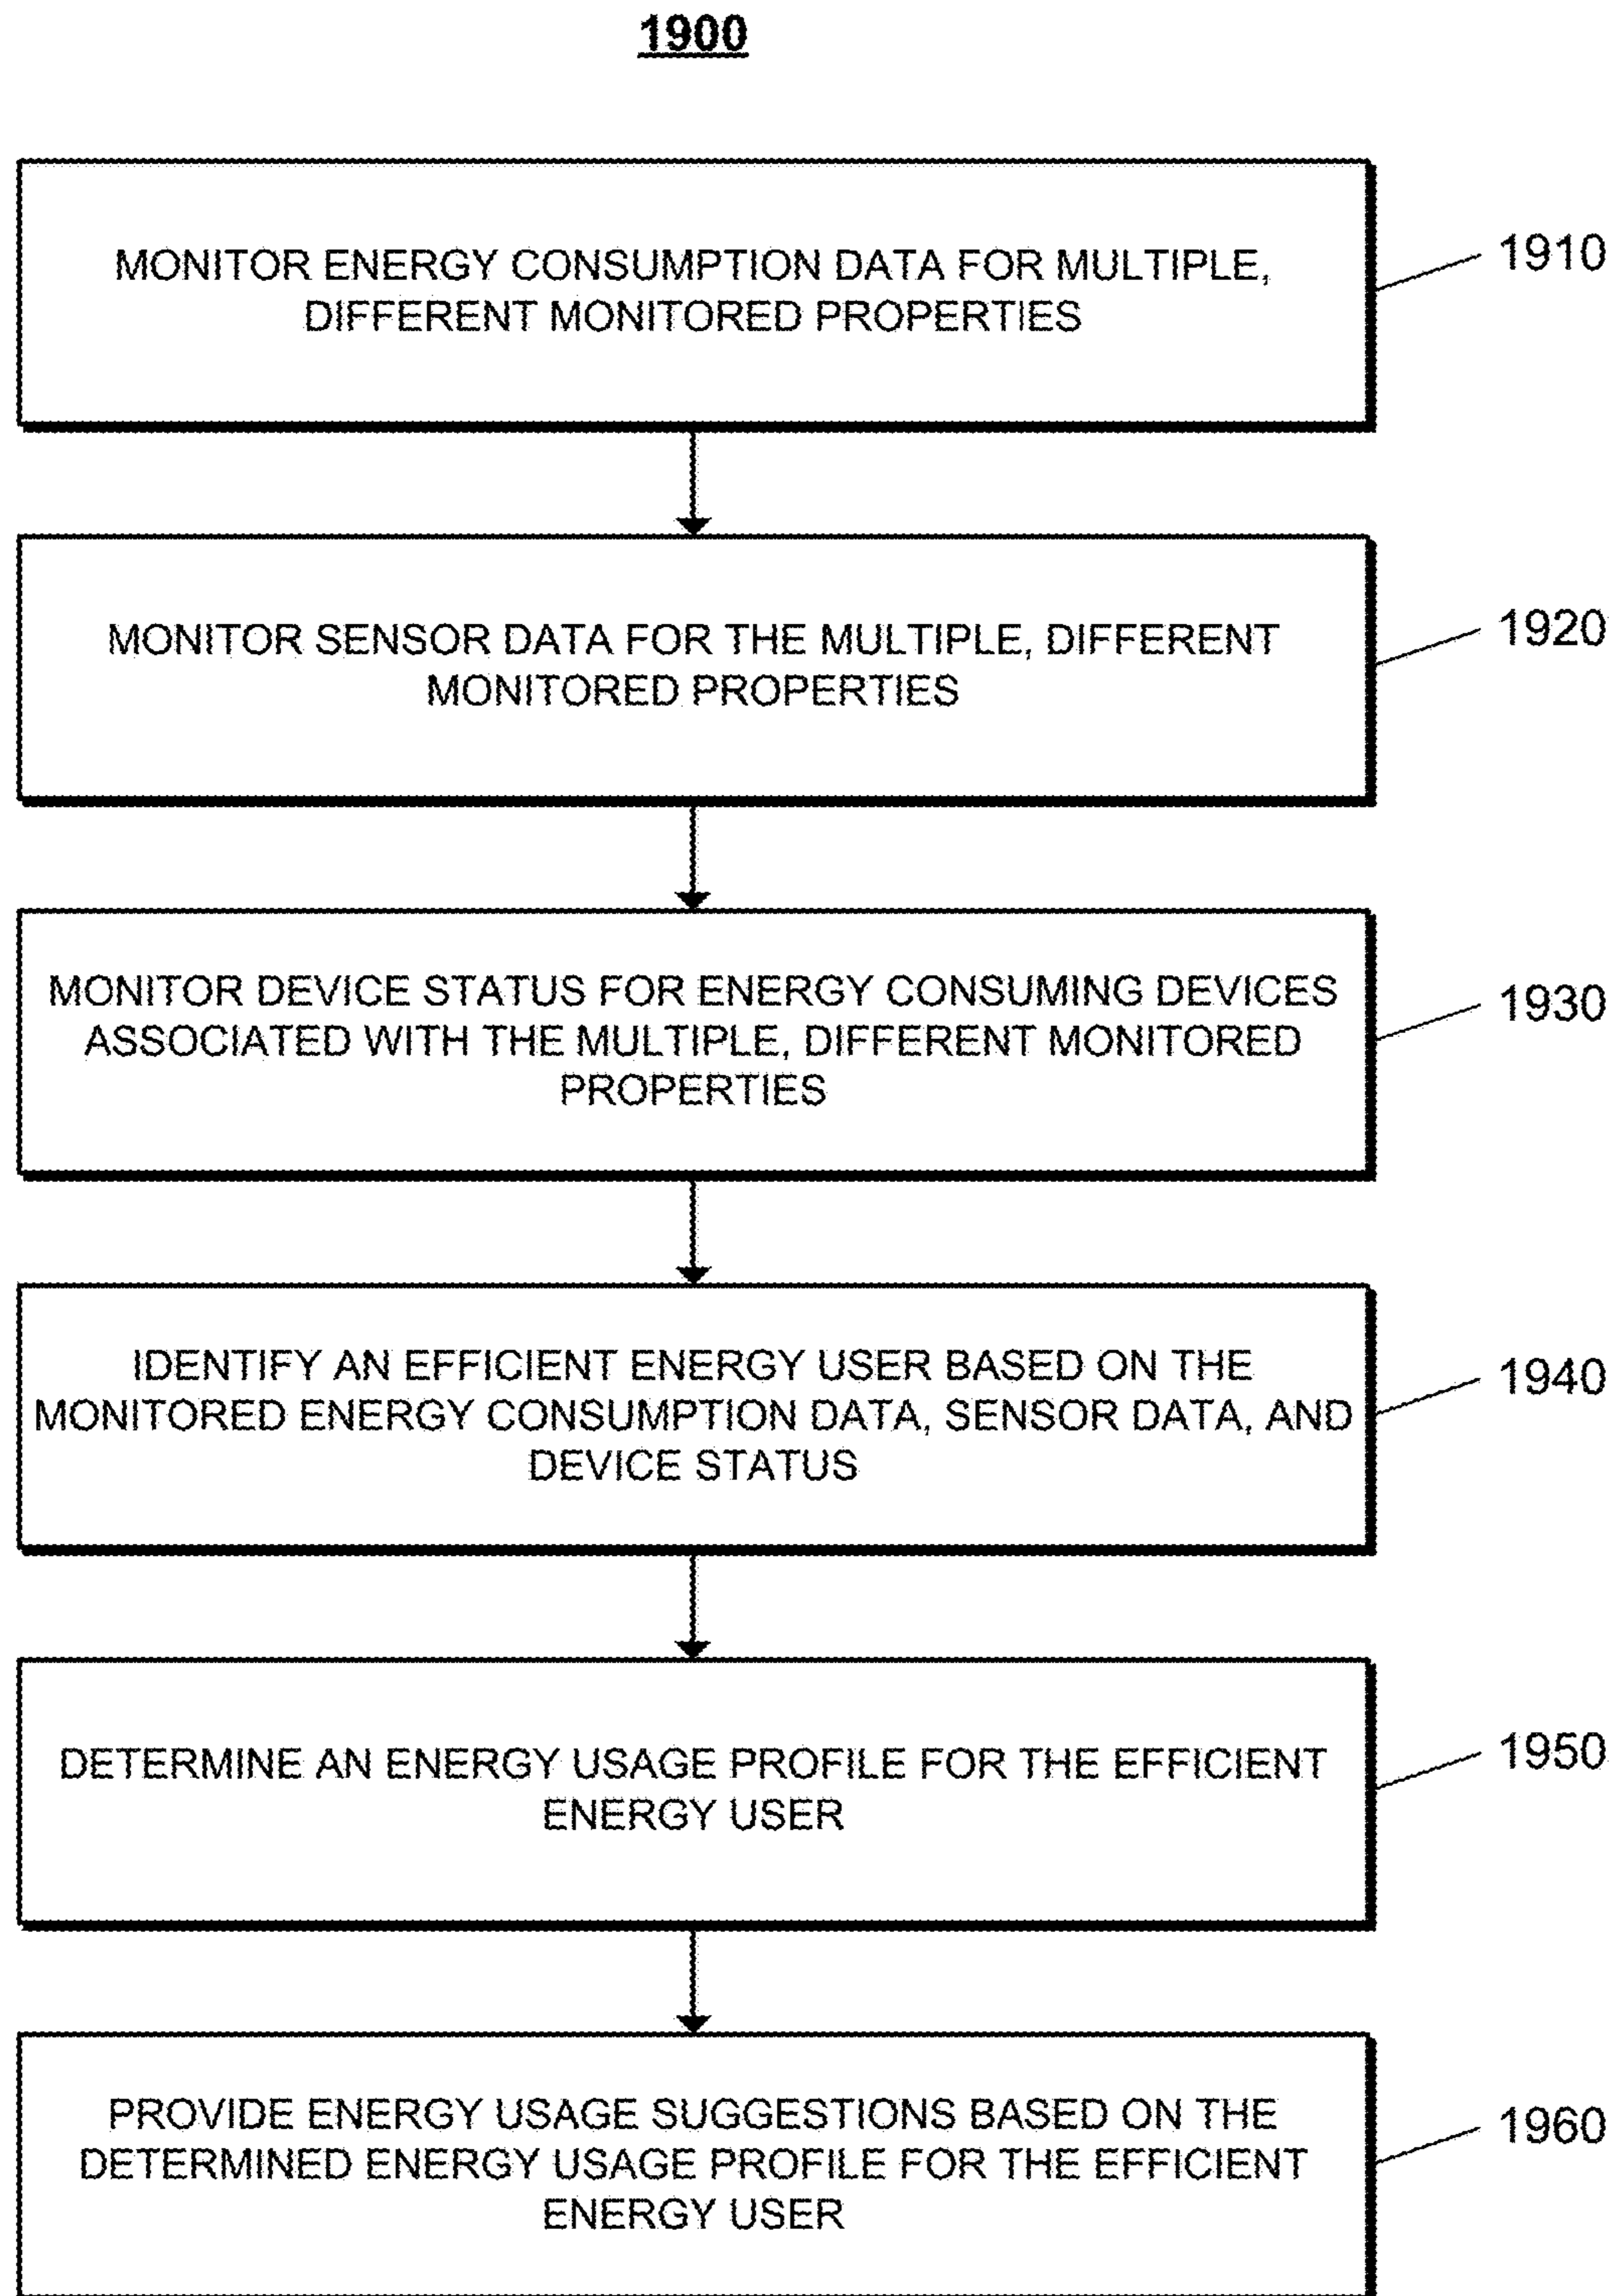 1900
MONITOR ENERGY CONSUMPTION DATA FOR MULTIPLE,
DIFFERENT MONITORED PROPERTIES
1910
MONITOR SENSOR DATA FOR THE MULTIPLE, DIFFERENT
MONITORED PROPERTIES
1920
MONITOR DEVICE STATUS FOR ENERGY CONSUMING DEVICES
ASSOCIATED WITH THE MULTIPLE, DIFFERENT MONITORED
PROPERTIES
1930
IDENTIFY AN EFFICIENT ENERGY USER BASED ON THE
MONITORED ENERGY CONSUMPTION DATA, SENSOR DATA, AND
DEVICE STATUS
1940
DETERMINE AN ENERGY USAGE PROFILE FOR THE EFFICIENT
ENERGY USER
1950
PROVIDE ENERGY USAGE SUGGESTIONS BASED ON THE
DETERMINED ENERGY USAGE PROFILE FOR THE EFFICIENT
ENERGY USER
1960